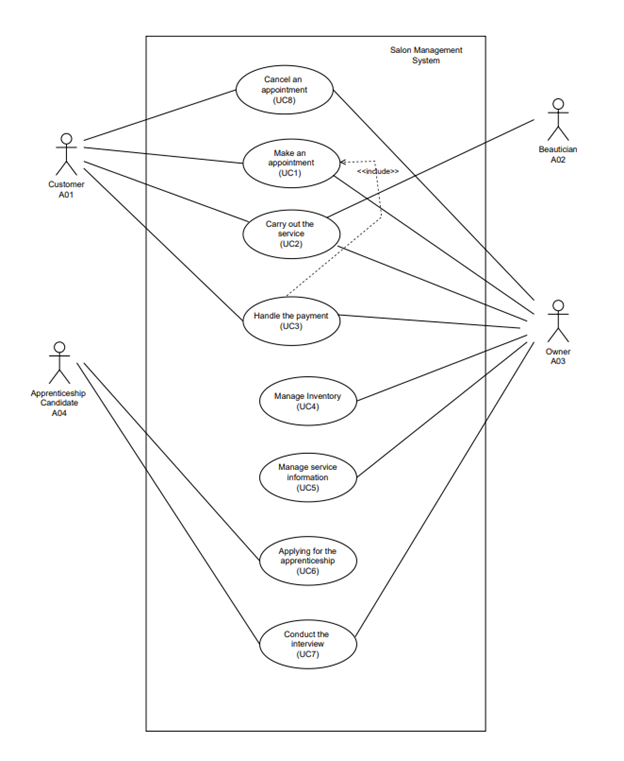 Salon Management
System
Cancel an
appointment
(UC8)
Make an
appointment
(UC1)
<<include>>
Customer
A01
Beautician
A02
Carry out the
service
(UC2)
Handle the payment
(UC3)
Owner
A03
Apprenticeship
Candidate
A04
Manage Inventory
(UC4)
Manage service
information
(UC5)
Applying for the
apprenticeship
(UC6)
Conduct the
interview
(UC7)